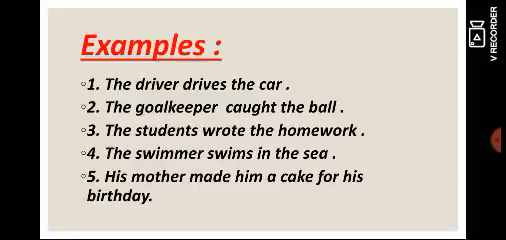 Examples :
◦1. The driver drives the car .
◦2. The goalkeeper caught the ball .
◦3. The students wrote the homework .
◦4. The swimmer swims in the sea .
◦5. His mother made him a cake for his
birthday.
V RECORDER